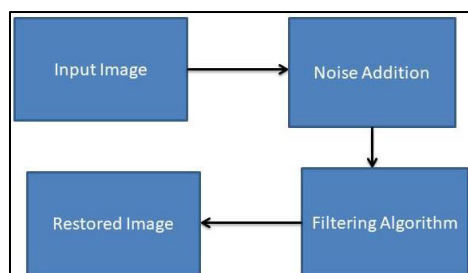 Input Image
Noise Addition
Filtering Algorithm
Restored Image